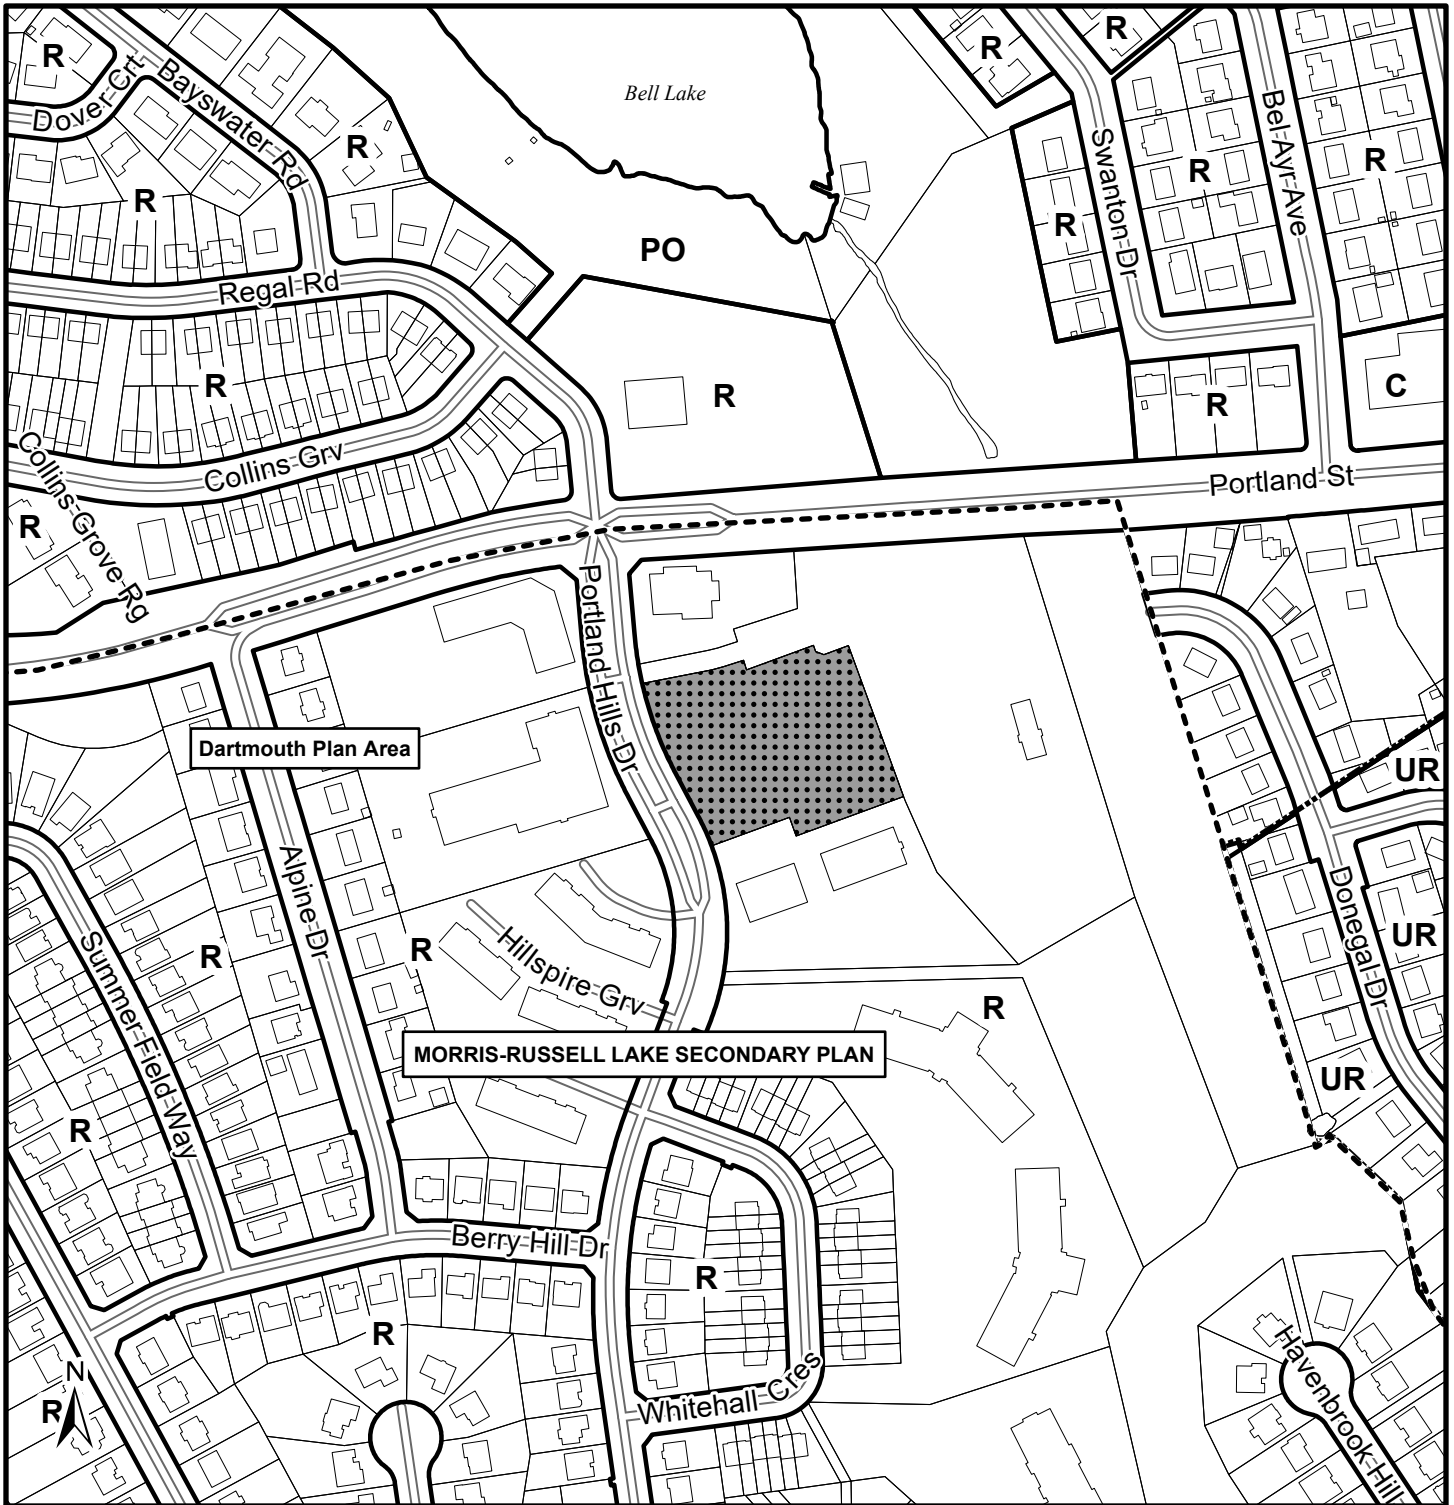 R
R
R
Dover Crt
Bayswater Rd
Bell Lake
R
R
R
R
R
Swanton Dr
Bel Ayr Ave
PO
Regal Rd
R
R
R
C
Collins Grv
Collins Grove Rg
R
Portland St
Portland Hills Dr
Dartmouth Plan Area
UR
Alpine Dr
Donegal Dr
UR
Summer Field Way
R
R
Hillspire Grv
R
MORRIS-RUSSELL LAKE SECONDARY PLAN
UR
R
Berry Hill Dr
R
R
Whitehall Cres
Havenbrook Hill
N
R